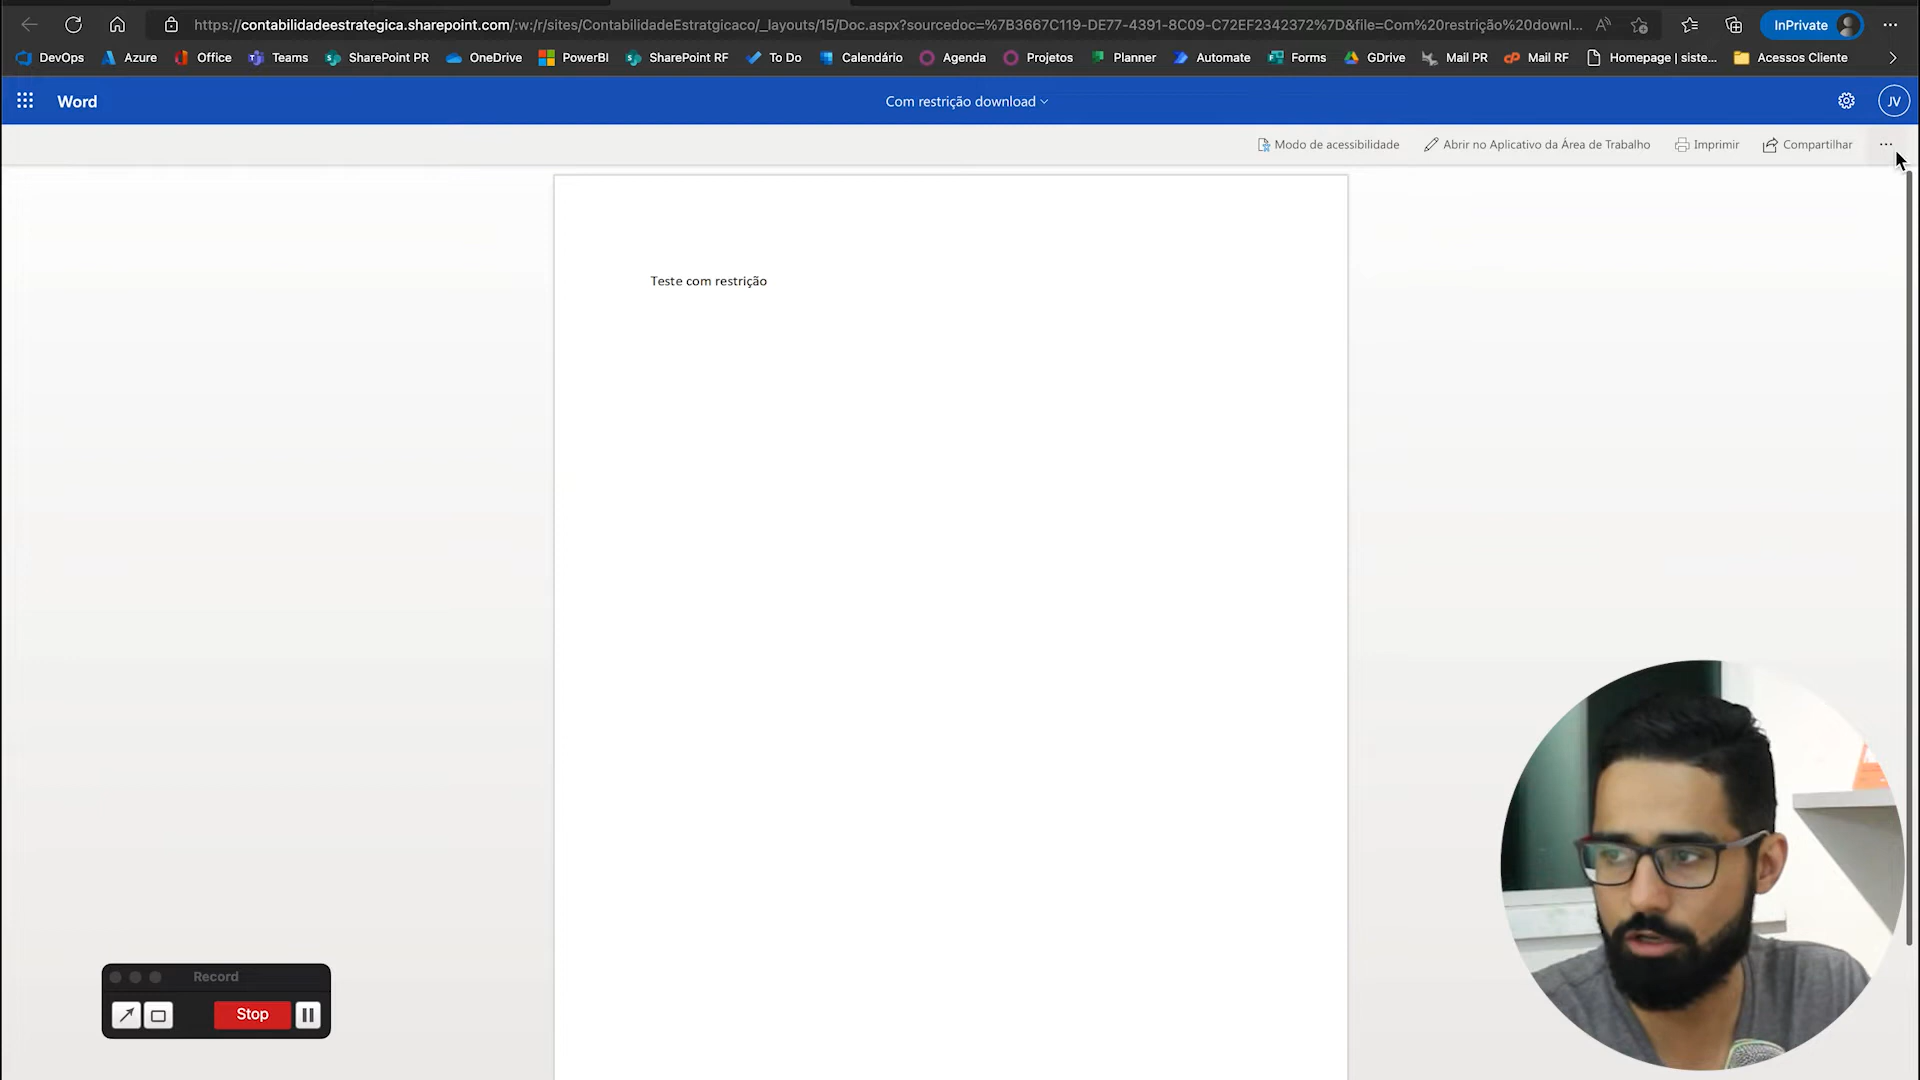 https://contabilidadeestrategica.sharepoint.com/:w:/r/sites/ContabilidadeEstratgicaco/_layouts/15/Doc.aspx?sourcedoc=%7B3667C119-DE77-4391-8C09-C72EF2342372%7D&file=Com%20restrição%20downl... A InPrivate
DevOps Azure Office Teams SharePoint PR OneDrive PowerBI SharePoint RF To Do Calendário Agenda Projetos Planner Automate Forms GDrive Mail PR Mail RF Homepage | siste... Acessos Cliente
Word Com restrição download JV
Modo de acessibilidade Abrir no Aplicativo da Área de Trabalho Imprimir Compartilhar ...
Teste com restrição
Record
Stop